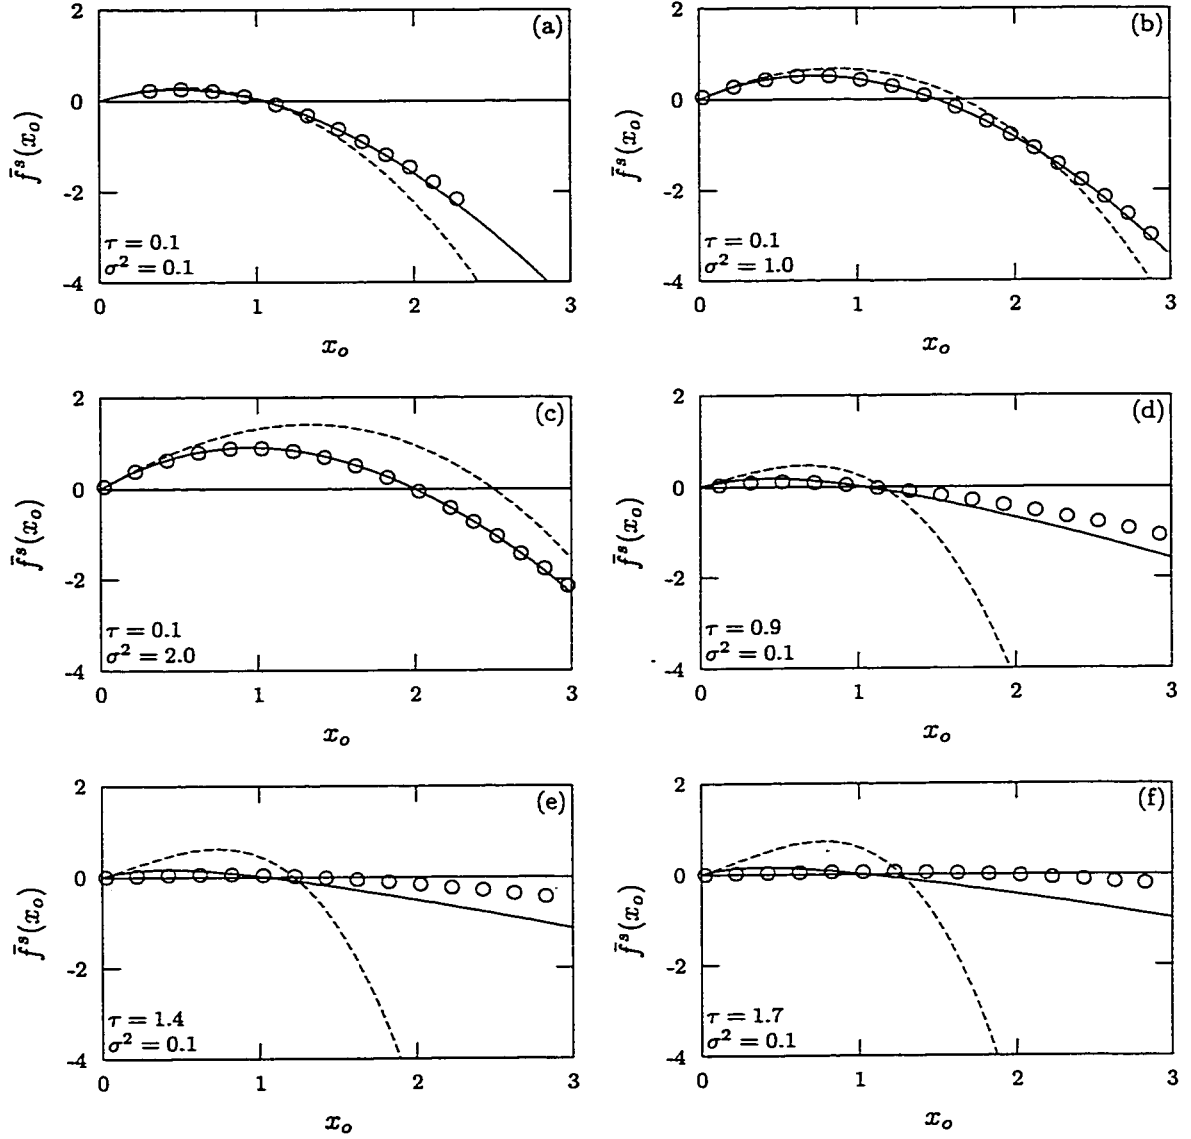 2
(a)
0
f̄ˢ(xₒ)
-2
τ = 0.1
σ² = 0.1
-4
0 1 2 3
xₒ
2
(b)
0
f̄ˢ(xₒ)
-2
τ = 0.1
σ² = 1.0
-4
0 1 2 3
xₒ
2
(c)
0
f̄ˢ(xₒ)
-2
τ = 0.1
σ² = 2.0
-4
0 1 2 3
xₒ
2
(d)
0
f̄ˢ(xₒ)
-2
τ = 0.9
σ² = 0.1
-4
0 1 2 3
xₒ
2
(e)
0
f̄ˢ(xₒ)
-2
τ = 1.4
σ² = 0.1
-4
0 1 2 3
xₒ
2
(f)
0
f̄ˢ(xₒ)
-2
τ = 1.7
σ² = 0.1
-4
0 1 2 3
xₒ